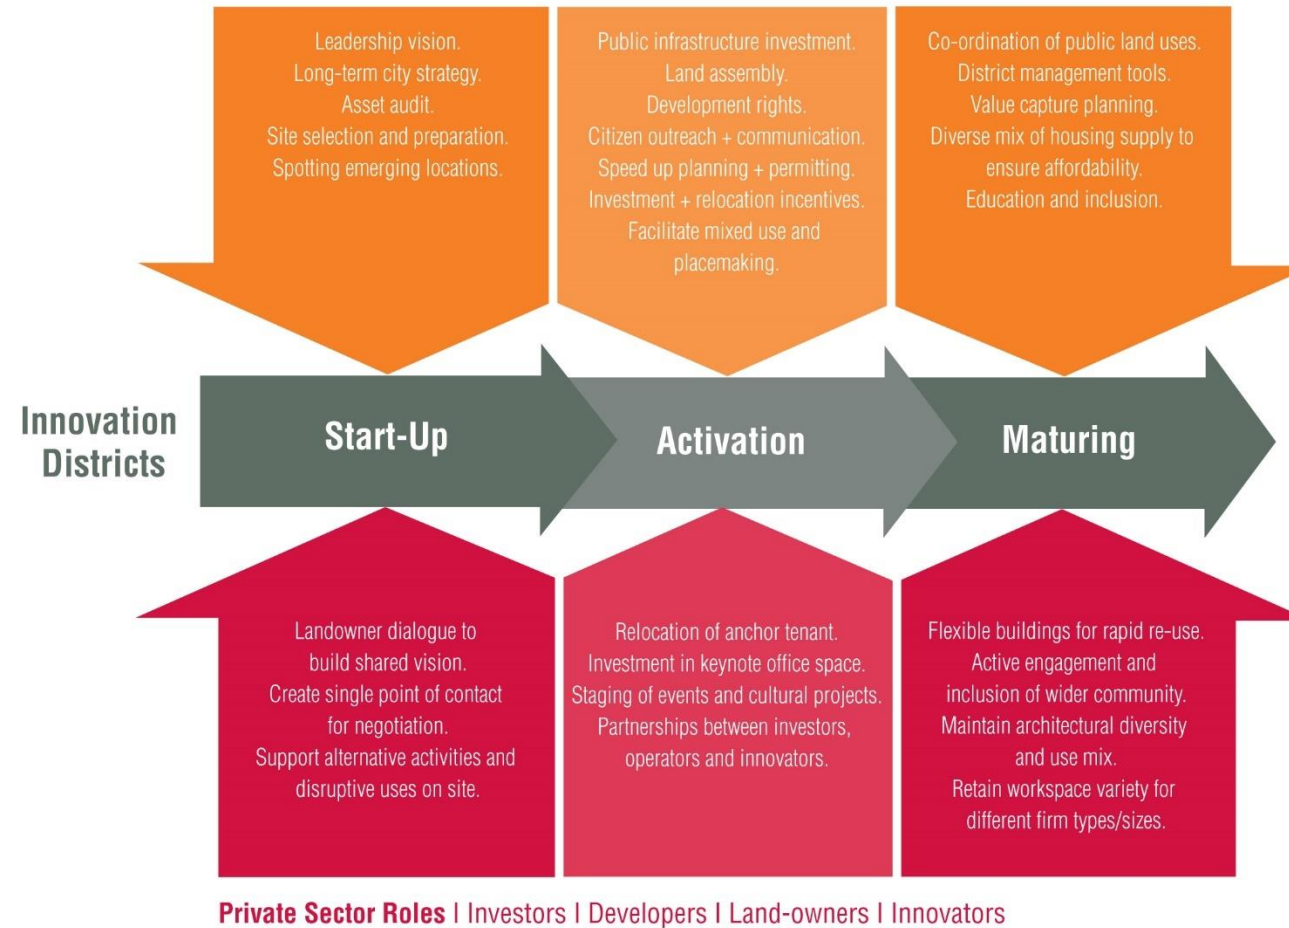 Leadership vision.
Long-term city strategy.
Asset audit.
Site selection and preparation.
Spotting emerging locations.
Public infrastructure investment.
Land assembly.
Development rights.
Citizen outreach + communication.
Speed up planning + permitting.
Investment + relocation incentives.
Facilitate mixed use and
placemaking.
Co-ordination of public land uses.
District management tools.
Value capture planning.
Diverse mix of housing supply to
ensure affordability.
Education and inclusion.
Innovation
Districts
Start-Up
Activation
Maturing
Landowner dialogue to
build shared vision.
Create single point of contact
for negotiation.
Support alternative activities and
disruptive uses on site.
Relocation of anchor tenant.
Investment in keynote office space.
Staging of events and cultural projects.
Partnerships between investors,
operators and innovators.
Flexible buildings for rapid re-use.
Active engagement and
inclusion of wider community.
Maintain architectural diversity
and use mix.
Retain workspace variety for
different firm types/sizes.
Private Sector Roles I Investors I Developers I Land-owners I Innovators